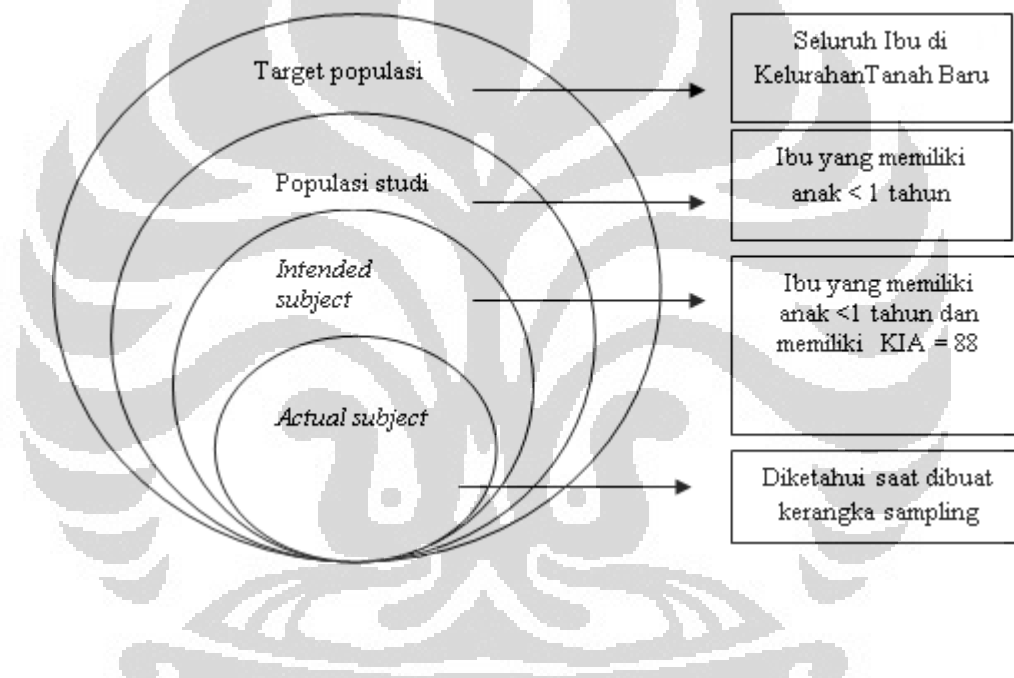 Target populasi
Seluruh Ibu di
KelurahanTanah Baru
Populasi studi
Ibu yang memiliki
anak < 1 tahun
Intended
subject
Ibu yang memiliki
anak <1 tahun dan
memiliki KIA = 88
Actual subject
Diketahui saat dibuat
kerangka sampling